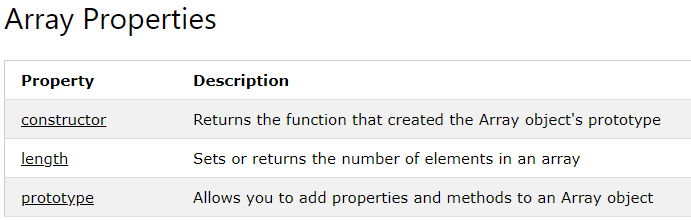 Array Properties
Property Description
constructor Returns the function that created the Array object's prototype
length Sets or returns the number of elements in an array
prototype Allows you to add properties and methods to an Array object